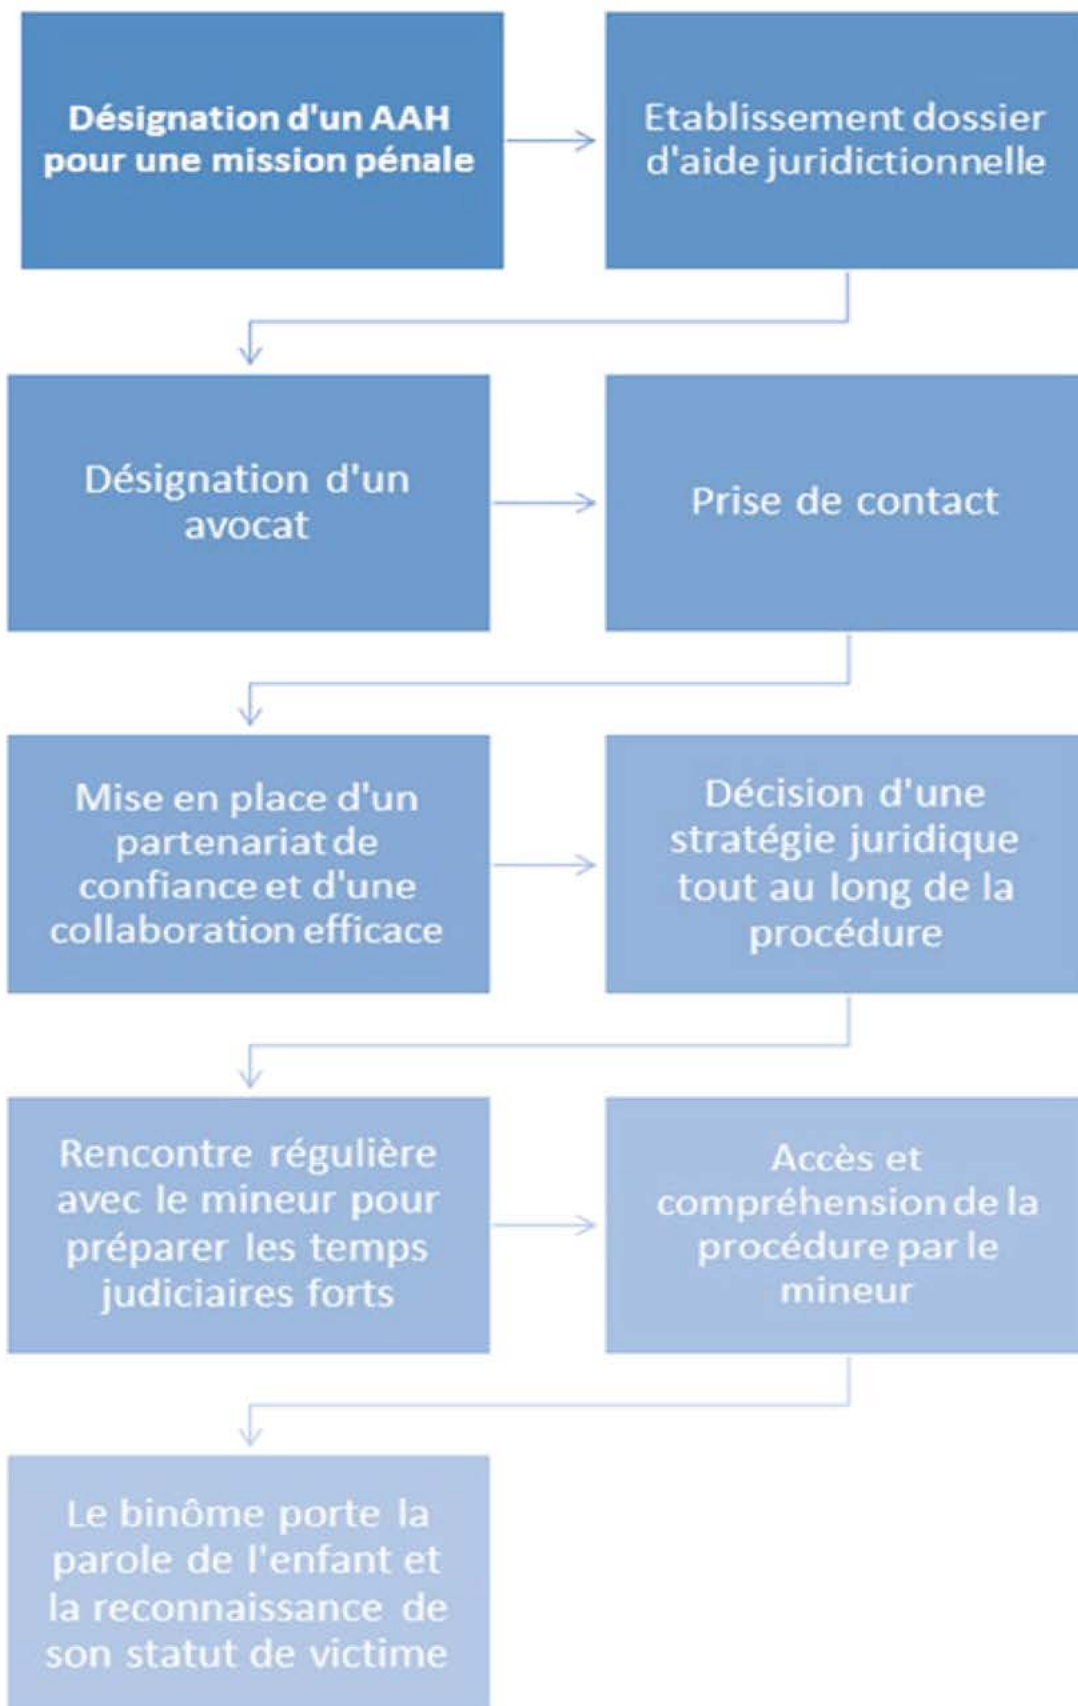 Désignation d'un AAH
pour une mission pénale
Etablissement dossier
d'aide juridictionnelle
Désignation d'un
avocat
Prise de contact
Mise en place d'un
partenariat de
confiance et d'une
collaboration efficace
Décision d'une
stratégie juridique
tout au long de la
procédure
Rencontre régulière
avec le mineur pour
préparer les temps
judiciaires forts
Accès et
compréhension de la
procédure par le
mineur
Le binôme porte la
parole de l'enfant et
la reconnaissance de
son statut de victime